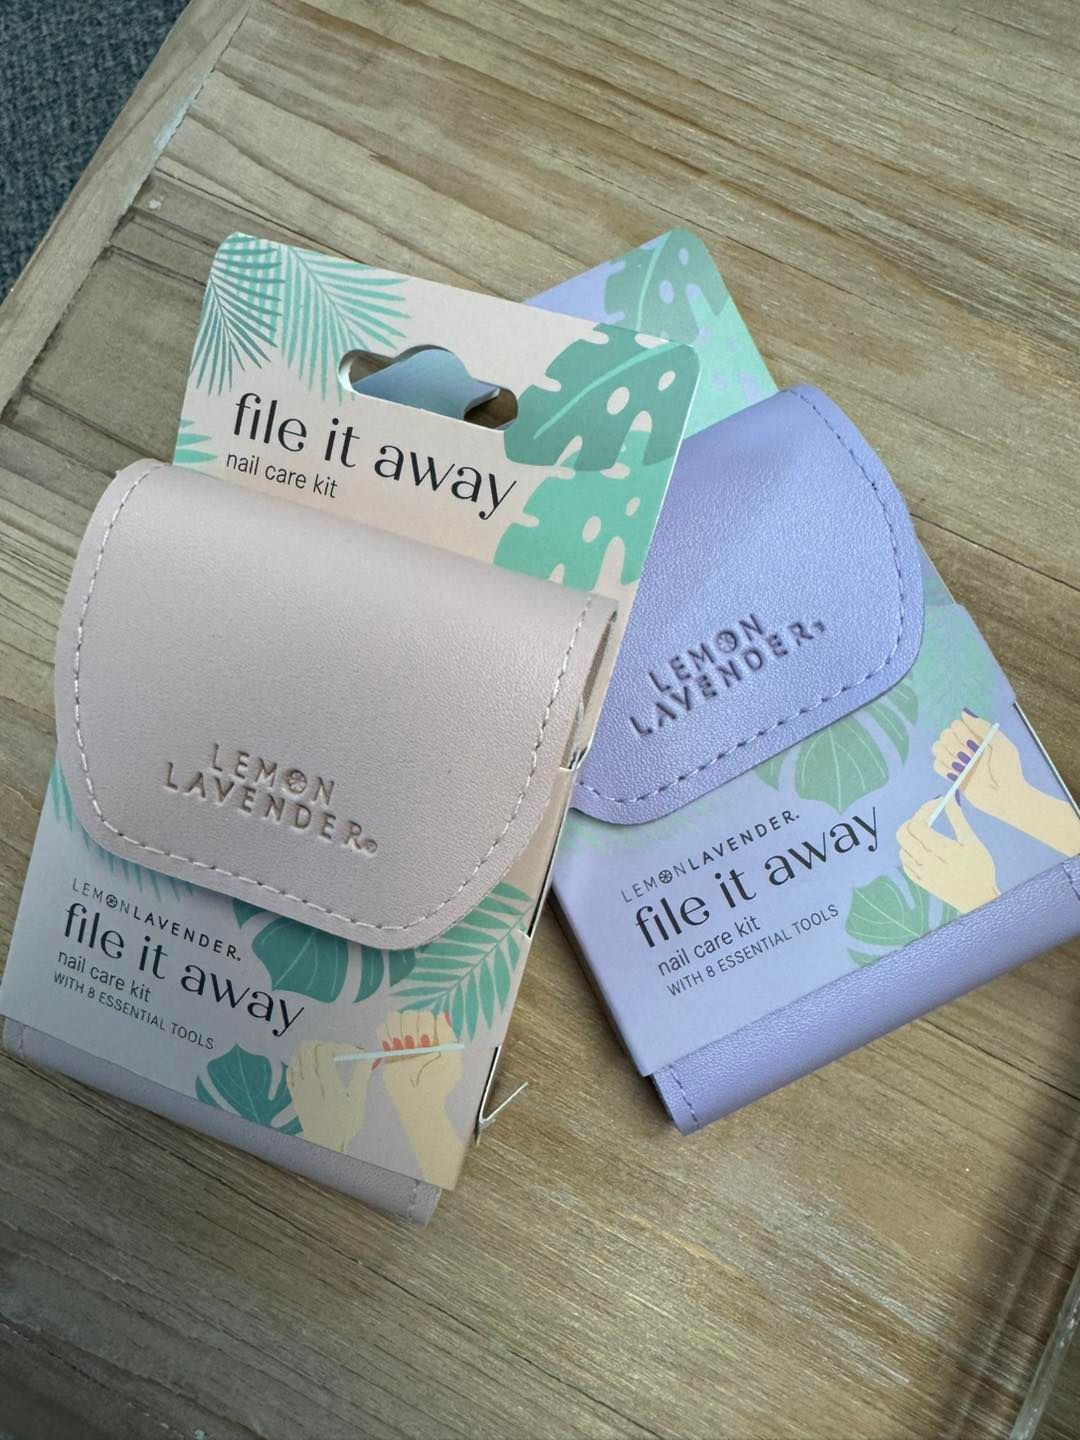 file it away
nail care kit
LEMON
LAVENDER®
LEMONLAVENDER®
file it away
nail care kit
WITH 8 ESSENTIAL TOOLS
LEMON
LAVENDER®
LEMONLAVENDER®
file it away
nail care kit
WITH 8 ESSENTIAL TOOLS